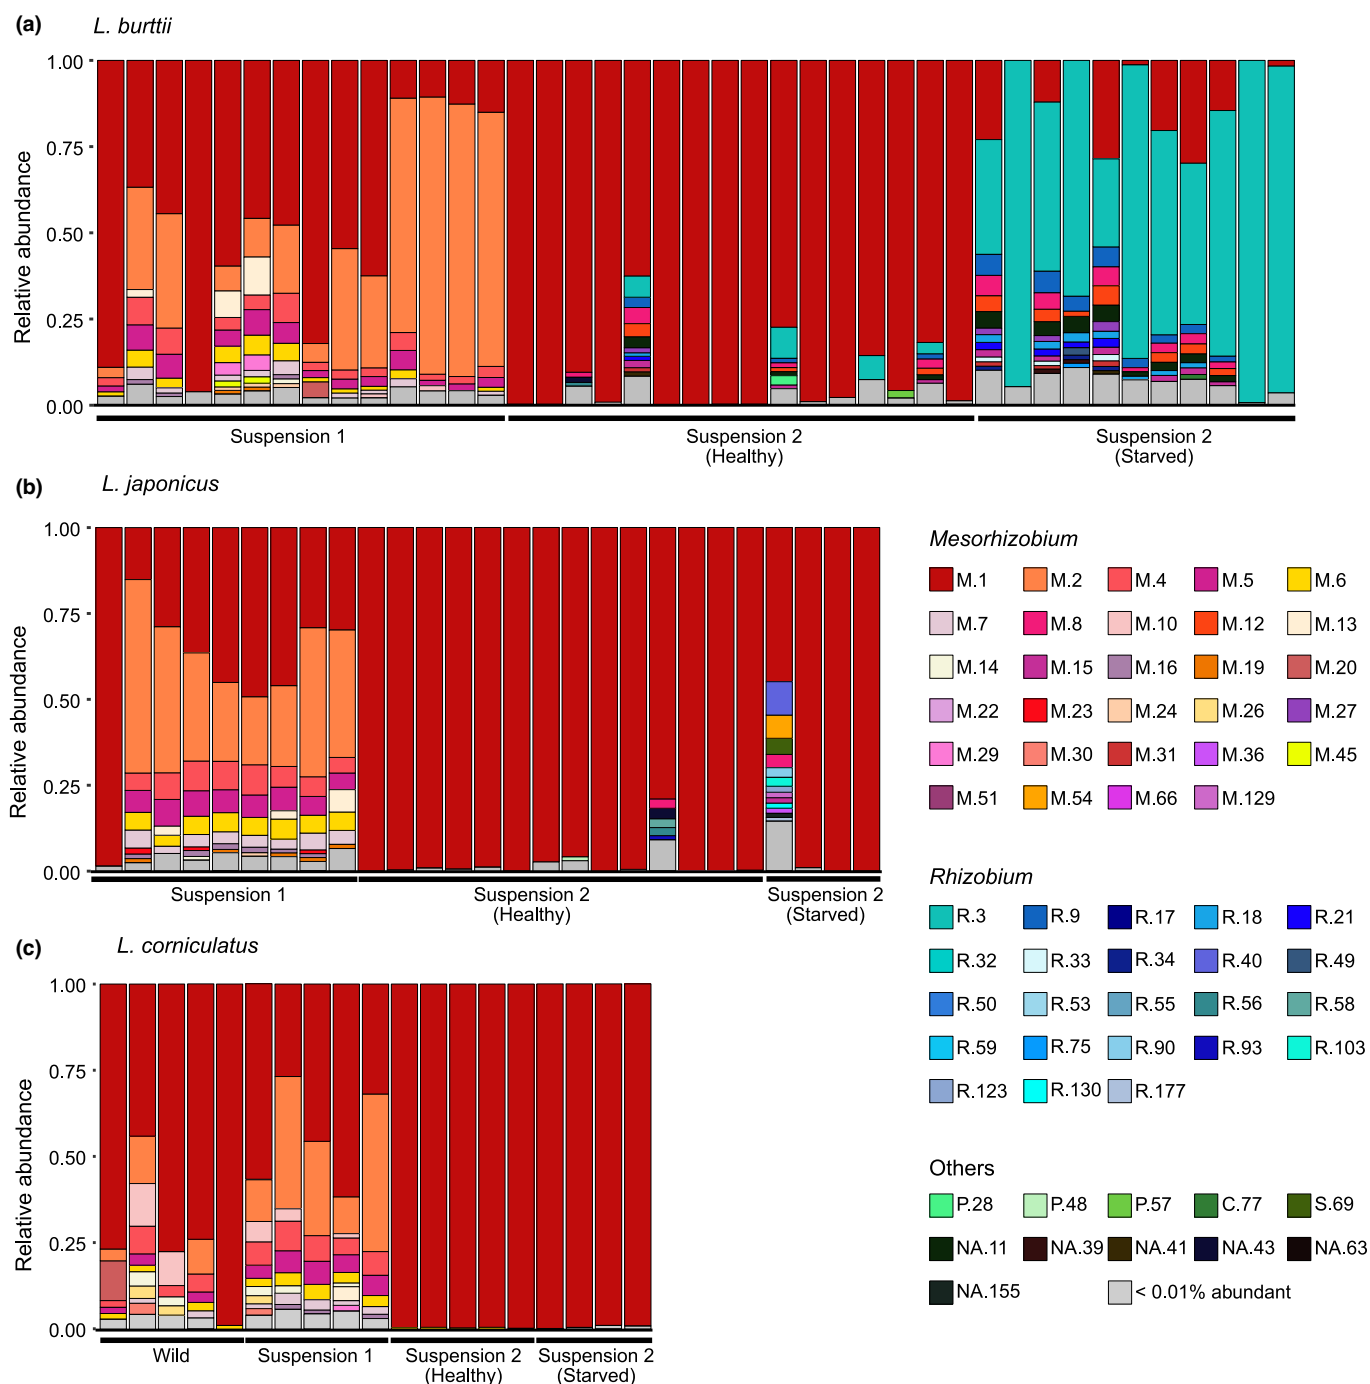 (a) L. burttii
1.00
0.75
0.50
0.25
0.00
Relative abundance
Suspension 1
Suspension 2
(Healthy)
Suspension 2
(Starved)
(b) L. japonicus
1.00
0.75
0.50
0.25
0.00
Relative abundance
Suspension 1
Suspension 2
(Healthy)
Suspension 2
(Starved)
(c) L. corniculatus
1.00
0.75
0.50
0.25
0.00
Relative abundance
Wild
Suspension 1
Suspension 2
(Healthy)
Suspension 2
(Starved)
Mesorhizobium
M.1 M.2 M.4 M.5 M.6
M.7 M.8 M.10 M.12 M.13
M.14 M.15 M.16 M.19 M.20
M.22 M.23 M.24 M.26 M.27
M.29 M.30 M.31 M.36 M.45
M.51 M.54 M.66 M.129
Rhizobium
R.3 R.9 R.17 R.18 R.21
R.32 R.33 R.34 R.40 R.49
R.50 R.53 R.55 R.56 R.58
R.59 R.75 R.90 R.93 R.103
R.123 R.130 R.177
Others
P.28 P.48 P.57 C.77 S.69
NA.11 NA.39 NA.41 NA.43 NA.63
NA.155 < 0.01% abundant